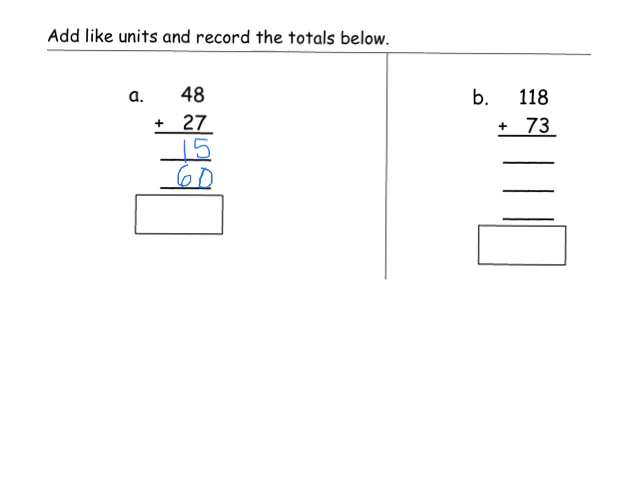 Add like units and record the totals below.
a. 48
+ 27
15
60
b. 118
+ 73